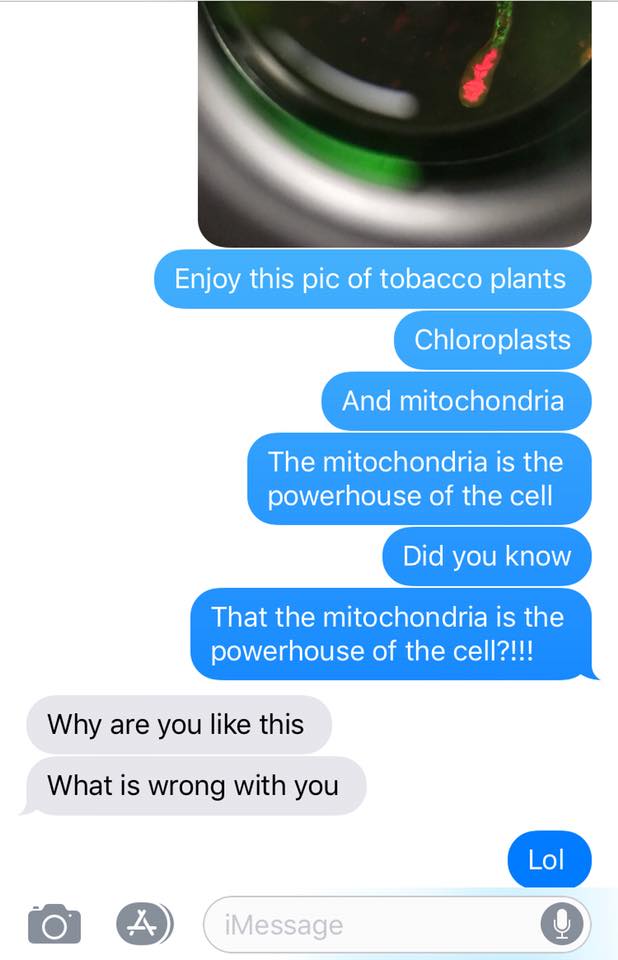 Enjoy this pic of tobacco plants
Chloroplasts
And mitochondria
The mitochondria is the
powerhouse of the cell
Did you know
That the mitochondria is the
powerhouse of the cell?!!!
Why are you like this
What is wrong with you
Lol
iMessage